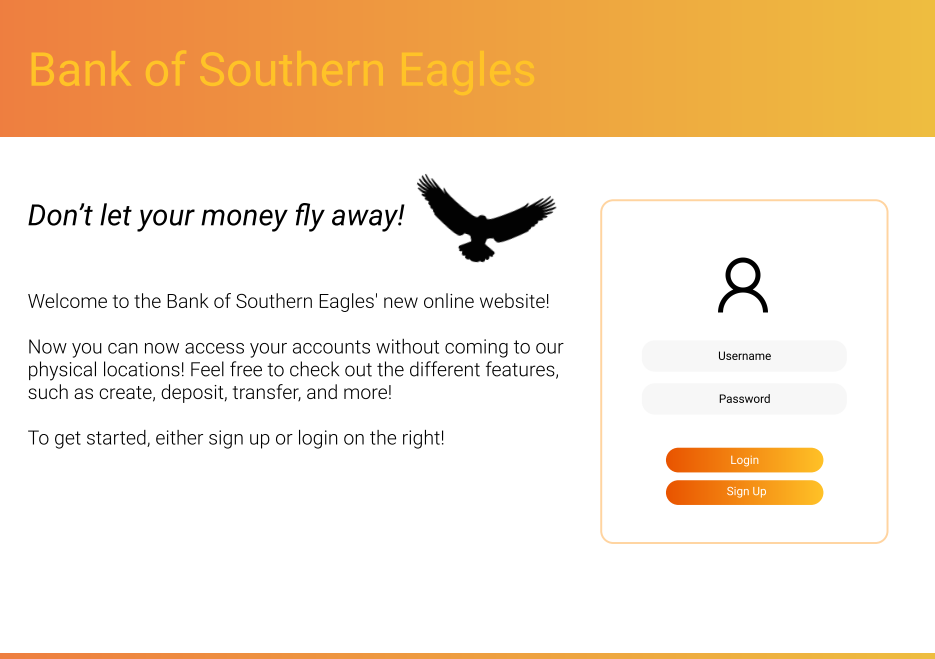 Bank of Southern Eagles
Don’t let your money fly away!
Welcome to the Bank of Southern Eagles' new online website!
Now you can now access your accounts without coming to our
physical locations! Feel free to check out the different features,
such as create, deposit, transfer, and more!
To get started, either sign up or login on the right!
Username
Password
Login
Sign Up